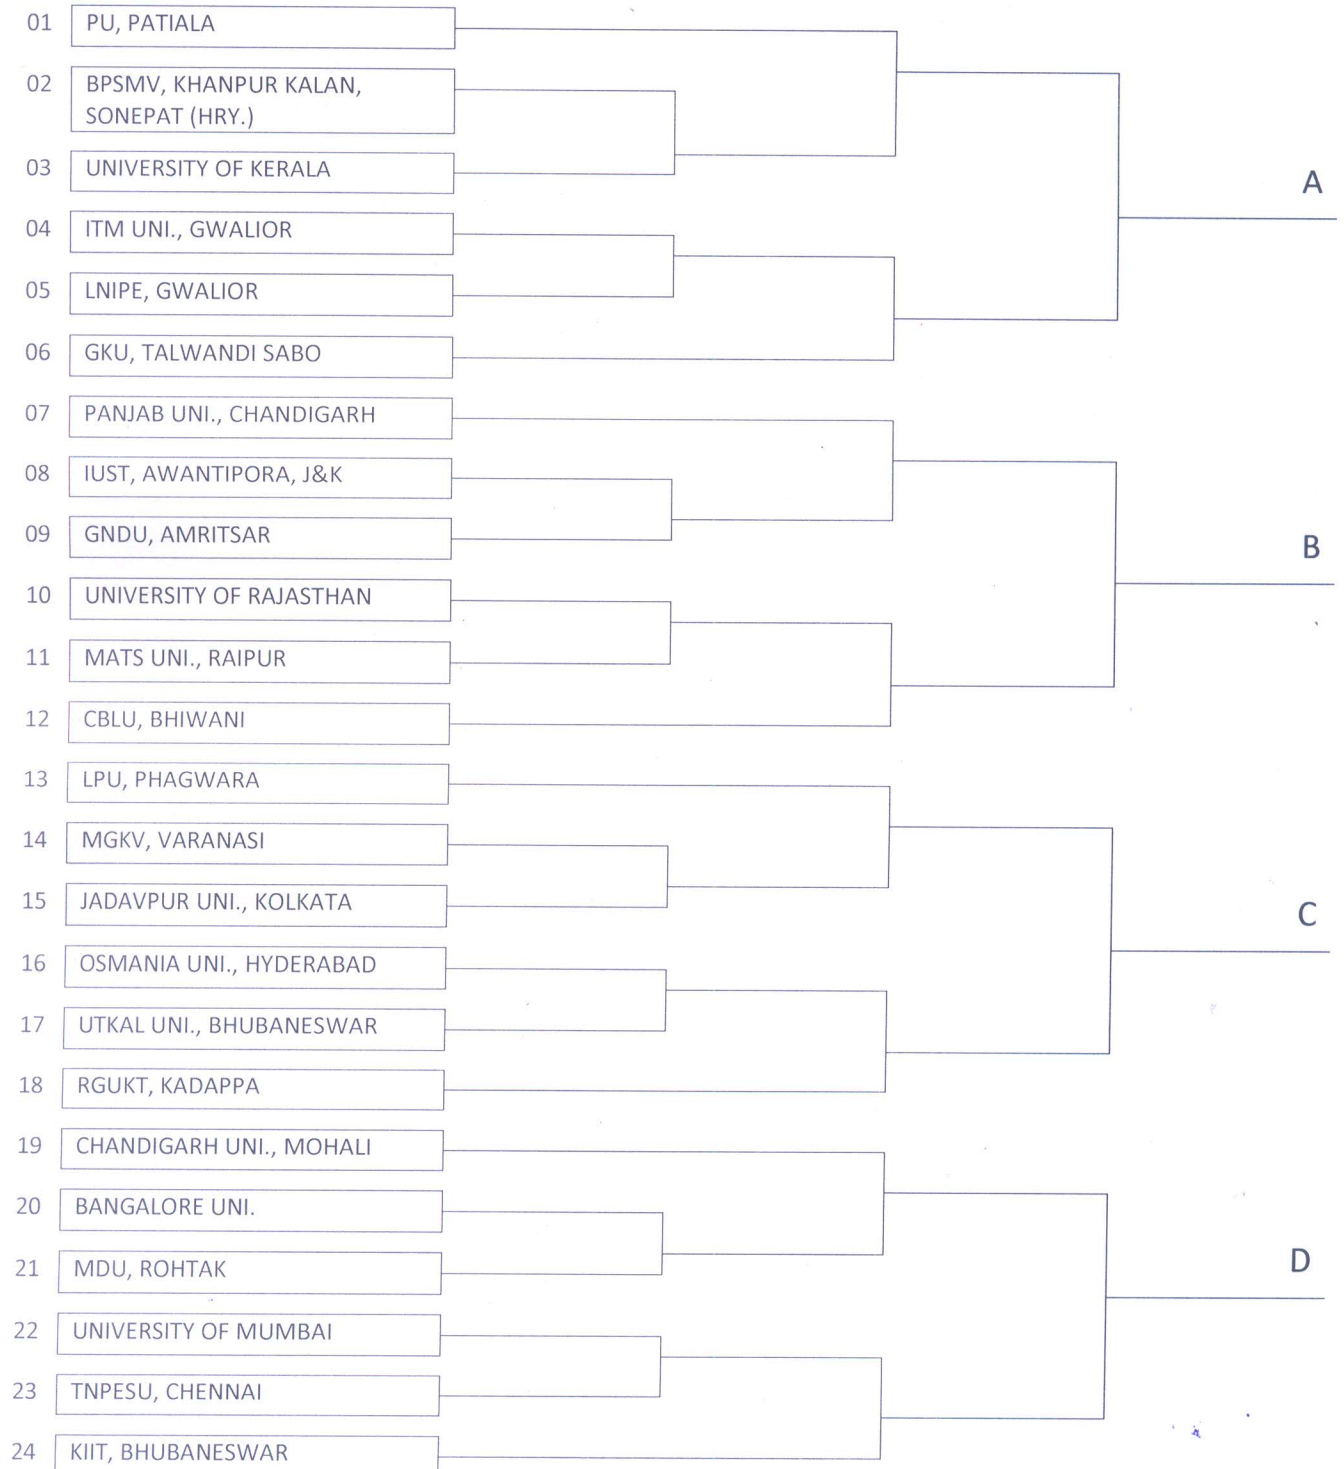 01 PU, PATIALA
02 BPSMV, KHANPUR KALAN,
SONEPAT (HRY.)
03 UNIVERSITY OF KERALA
A
04 ITM UNI., GWALIOR
05 LNIPE, GWALIOR
06 GKU, TALWANDI SABO
07 PANJAB UNI., CHANDIGARH
08 IUST, AWANTIPORA, J&K
09 GNDU, AMRITSAR
B
10 UNIVERSITY OF RAJASTHAN
11 MATS UNI., RAIPUR
12 CBLU, BHIWANI
13 LPU, PHAGWARA
14 MGKV, VARANASI
15 JADAVPUR UNI., KOLKATA
C
16 OSMANIA UNI., HYDERABAD
17 UTKAL UNI., BHUBANESWAR
18 RGUKT, KADAPPA
19 CHANDIGARH UNI., MOHALI
20 BANGALORE UNI.
21 MDU, ROHTAK
D
22 UNIVERSITY OF MUMBAI
23 TNPESU, CHENNAI
24 KIIT, BHUBANESWAR